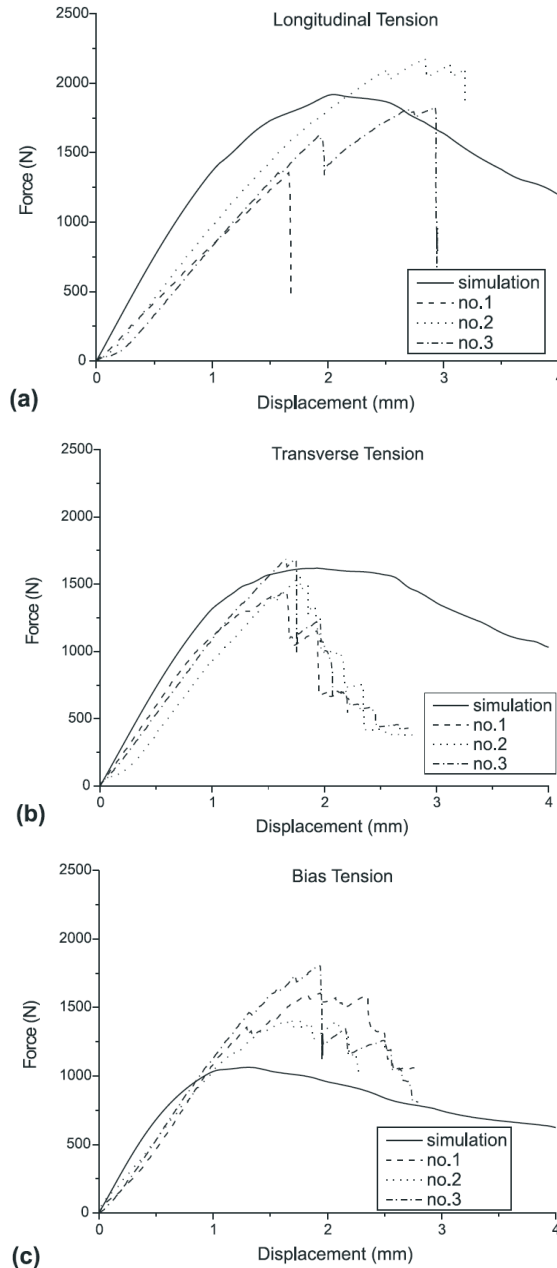 Longitudinal Tension
2500
2000
1500
1000
500
0
Force (N)
simulation
no.1
no.2
no.3
0 1 2 3 4
Displacement (mm)
(a)
Transverse Tension
2500
2000
1500
1000
500
0
Force (N)
simulation
no.1
no.2
no.3
0 1 2 3 4
Displacement (mm)
(b)
Bias Tension
2500
2000
1500
1000
500
0
Force (N)
simulation
no.1
no.2
no.3
0 1 2 3 4
Displacement (mm)
(c)